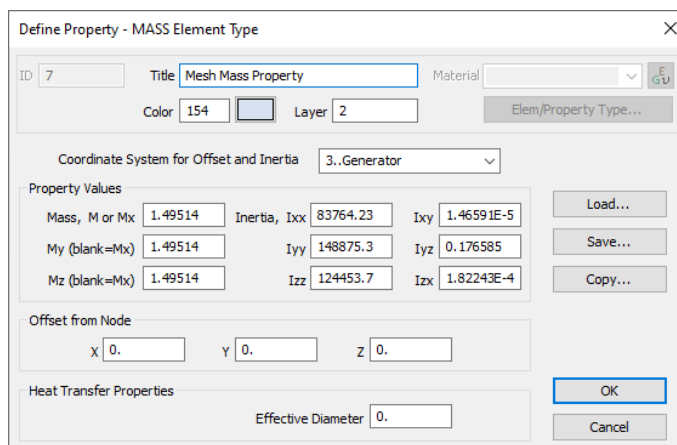 Define Property - MASS Element Type
ID 7 Title Mesh Mass Property Material
Color 154 Layer 2 Elem/Property Type...
Coordinate System for Offset and Inertia 3..Generator
Property Values
Mass, M or Mx 1.49514 Inertia, Ixx 83764.23 Ixy 1.46591E-5 Load...
My (blank=Mx) 1.49514 Iyy 148875.3 Iyz 0.176585 Save...
Mz (blank=Mx) 1.49514 Izz 124453.7 Izx 1.82243E-4 Copy...
Offset from Node
X 0. Y 0. Z 0.
Heat Transfer Properties OK
Effective Diameter 0. Cancel